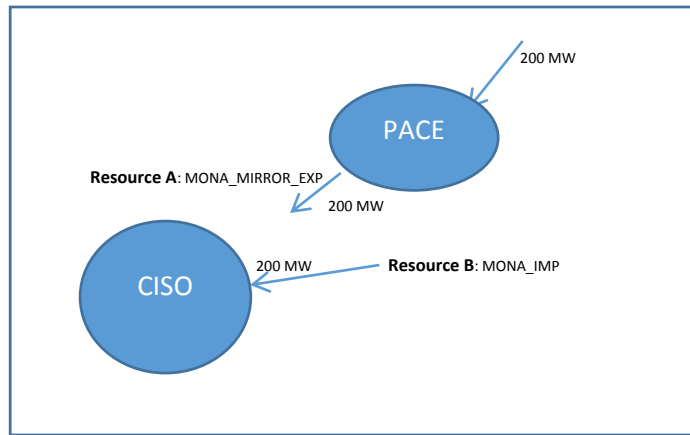 200 MW
PACE
Resource A: MONA_MIRROR_EXP
200 MW
200 MW
Resource B: MONA_IMP
CISO